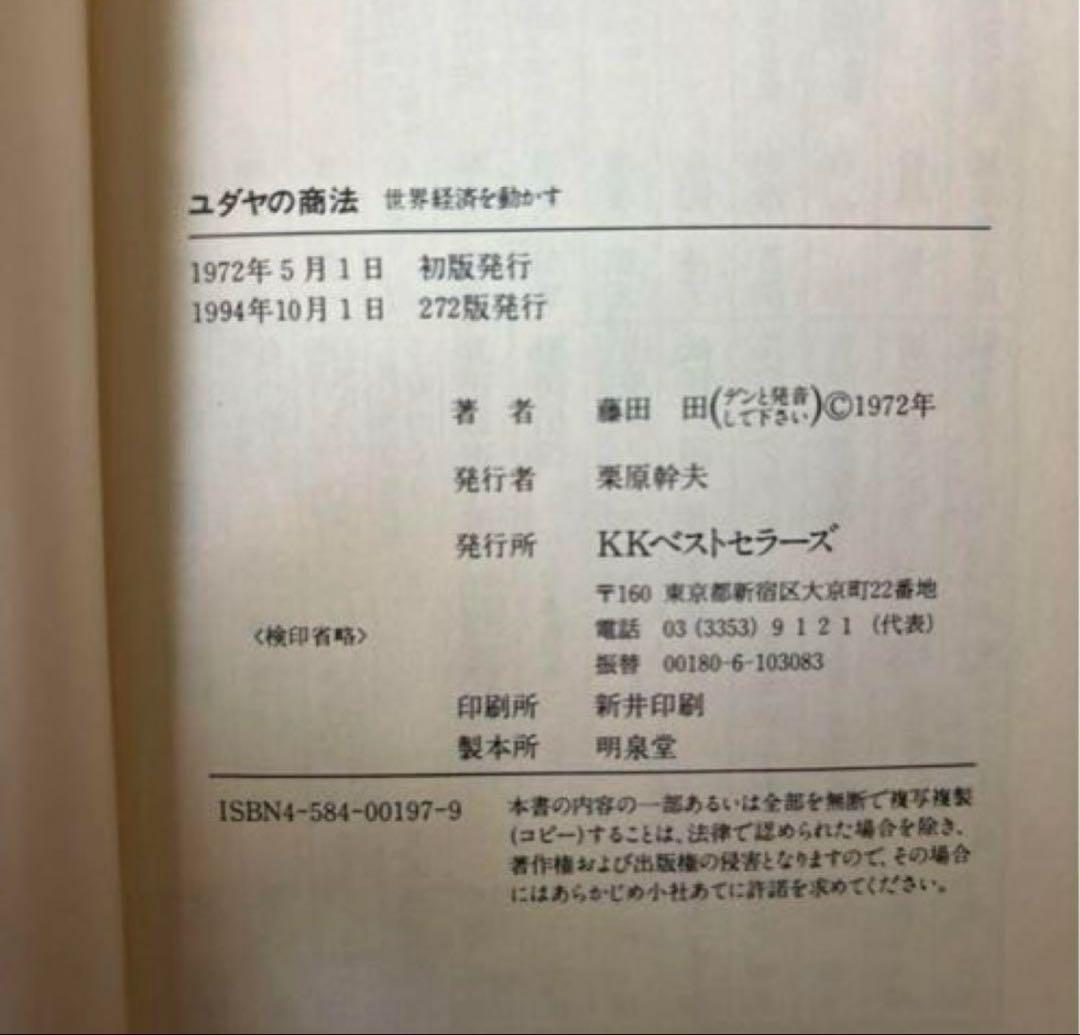 ユダヤの商法 世界経済を動かす
1972年5月1日 初版発行
1994年10月1日 272版発行
著者 藤田 田(デンと発音して下さい)©1972年
発行者 栗原幹夫
発行所 KKベストセラーズ
〒160 東京都新宿区大京町22番地
電話 03(3353)9121(代表)
振替 00180-6-103083
〈検印省略〉
印刷所 新井印刷
製本所 明泉堂
ISBN4-584-00197-9
本書の内容の一部あるいは全部を無断で複写複製
(コピー)することは、法律で認められた場合を除き、
著作権および出版権の侵害となりますので、その場合
にはあらかじめ小社あてに許諾を求めてください。